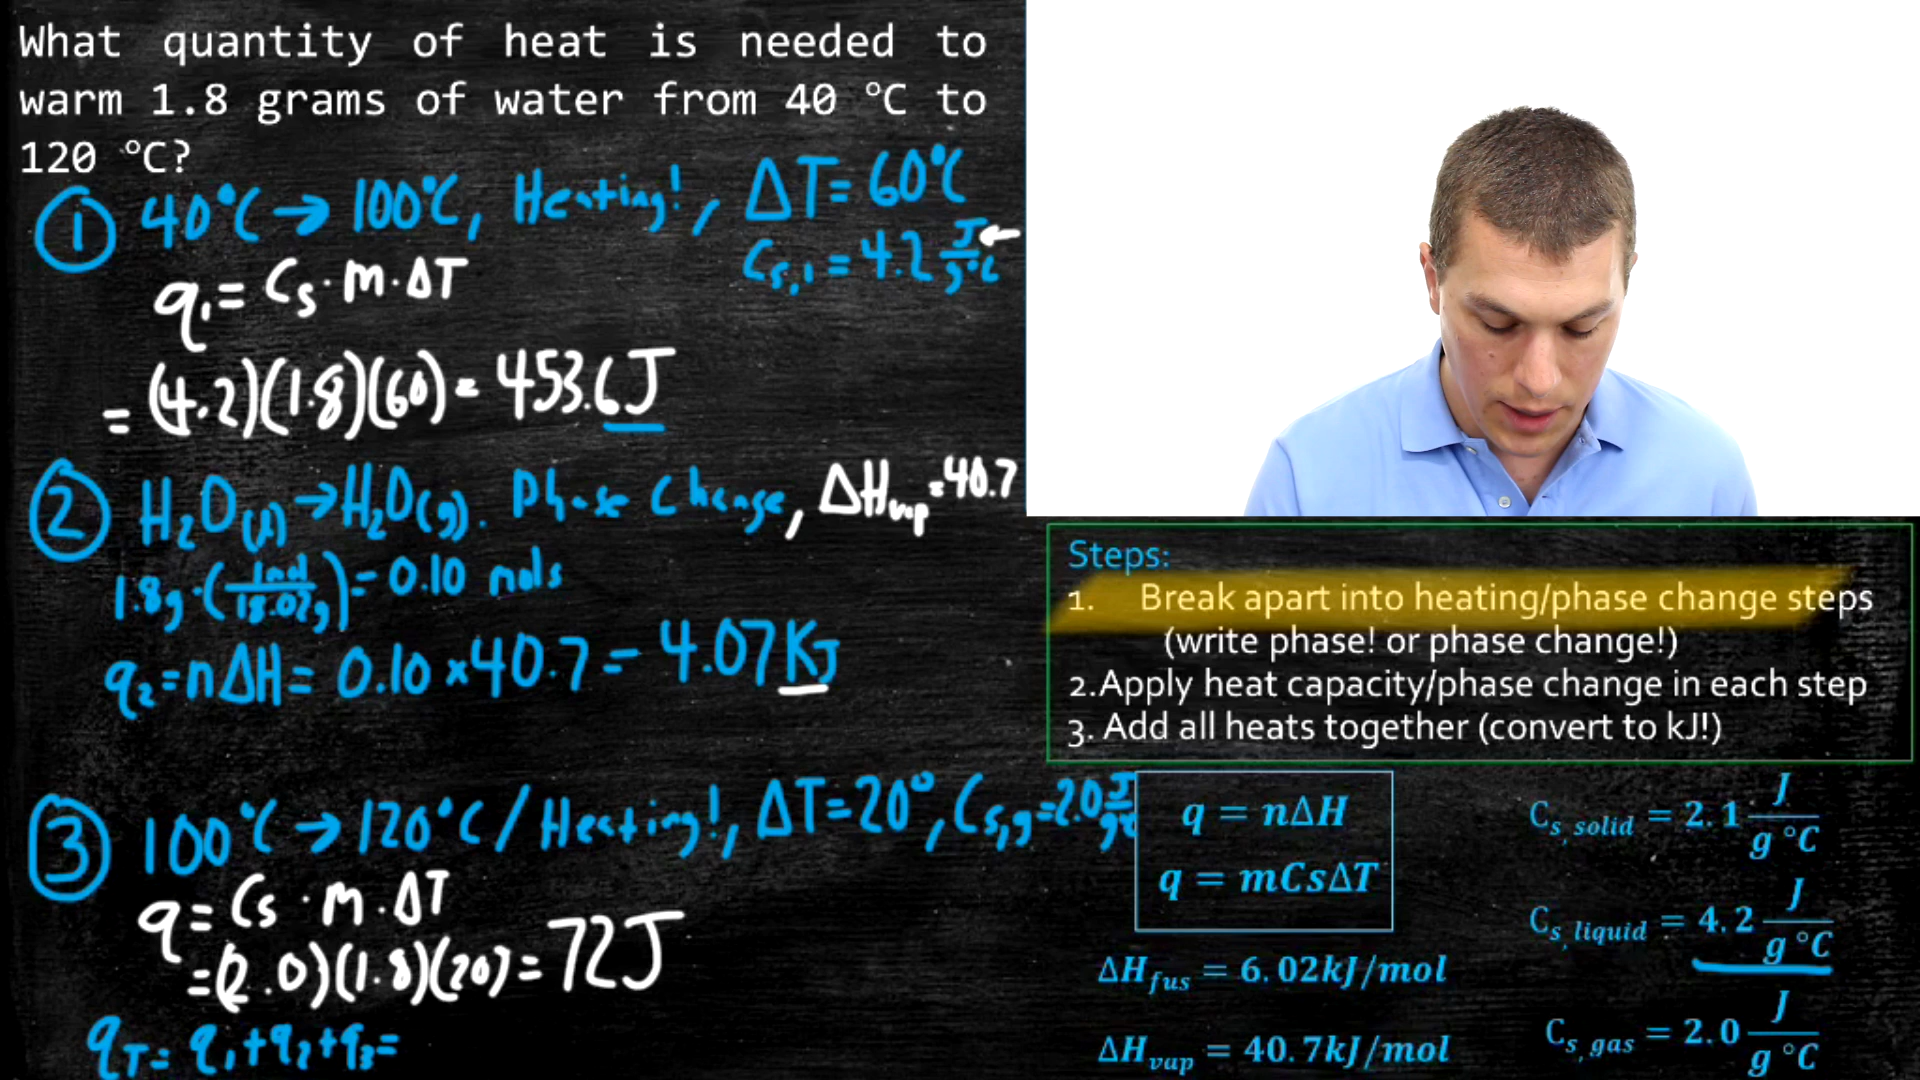 What quantity of heat is needed to
warm 1.8 grams of water from 40 °C to
120 °C?
① 40°C → 100°C, Heating!, ΔT = 60°C
Cs,l = 4.2 J/g°C ←
q₁ = Cs · m · ΔT
= (4.2)(1.8)(60) = 453.6J
② H₂O(l) → H₂O(g). Phase Change, ΔHvap = 40.7
1.8g · (1mol/18.02g) = 0.10 mols
q₂ = nΔH = 0.10 × 40.7 = 4.07 KJ
③ 100°C → 120°C / Heating!, ΔT = 20°, Cs,g = 2.0 J/g°C
q = Cs · m · ΔT
= (2.0)(1.8)(20) = 72J
qT = q₁ + q₂ + q₃ =
Steps:
1. Break apart into heating/phase change steps
(write phase! or phase change!)
2.Apply heat capacity/phase change in each step
3. Add all heats together (convert to kJ!)
q = nΔH
q = mCsΔT
ΔHfus = 6.02kJ/mol
ΔHvap = 40.7kJ/mol
Cs, solid = 2.1 J/g °C
Cs, liquid = 4.2 J/g °C
Cs, gas = 2.0 J/g °C